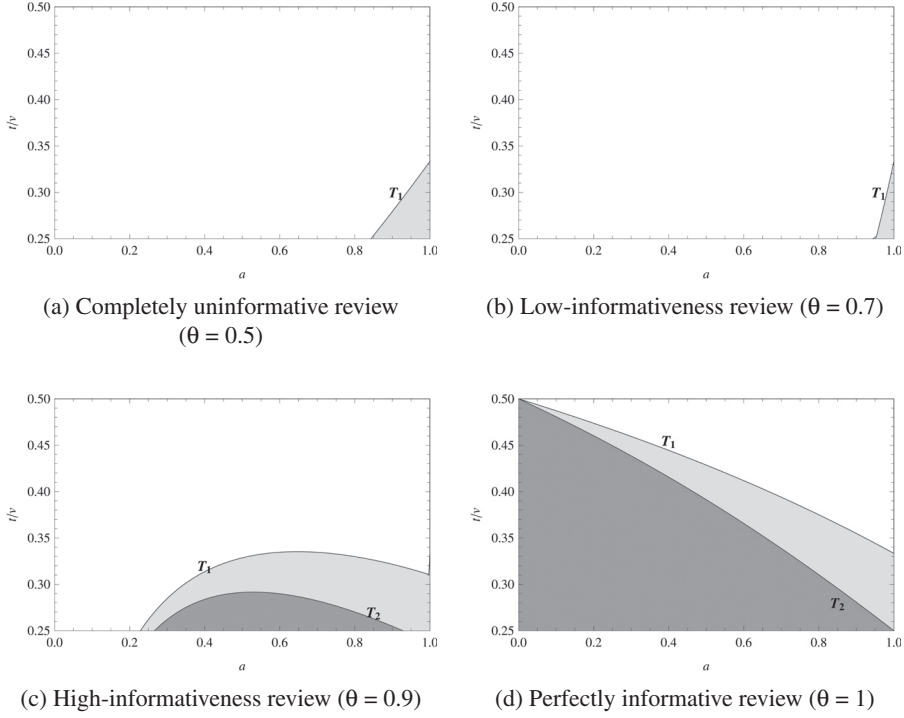 0.50
0.45
0.40
0.35
0.30
0.25
t/v
T1
0.0 0.2 0.4 0.6 0.8 1.0
a
(a) Completely uninformative review
(θ = 0.5)
0.50
0.45
0.40
0.35
0.30
0.25
t/v
T1
0.0 0.2 0.4 0.6 0.8 1.0
a
(b) Low-informativeness review (θ = 0.7)
0.50
0.45
0.40
0.35
0.30
0.25
t/v
T1
T2
0.0 0.2 0.4 0.6 0.8 1.0
a
(c) High-informativeness review (θ = 0.9)
0.50
0.45
0.40
0.35
0.30
0.25
t/v
T1
T2
0.0 0.2 0.4 0.6 0.8 1.0
a
(d) Perfectly informative review (θ = 1)